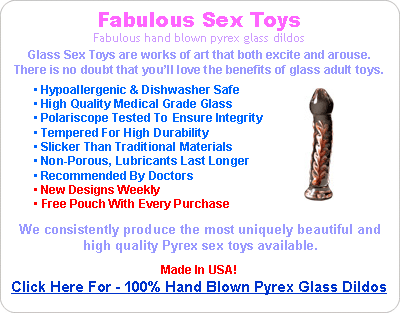 Fabulous Sex Toys
Fabulous hand blown pyrex glass dildos
Glass Sex Toys are works of art that both excite and arouse.
There is no doubt that you'll love the benefits of glass adult toys.
• Hypoallergenic & Dishwasher Safe
• High Quality Medical Grade Glass
• Polariscope Tested To Ensure Integrity
• Tempered For High Durability
• Slicker Than Traditional Materials
• Non-Porous, Lubricants Last Longer
• Recommended By Doctors
• New Designs Weekly
• Free Pouch With Every Purchase
We consistently produce the most uniquely beautiful and
high quality Pyrex sex toys available.
Made In USA!
Click Here For - 100% Hand Blown Pyrex Glass Dildos